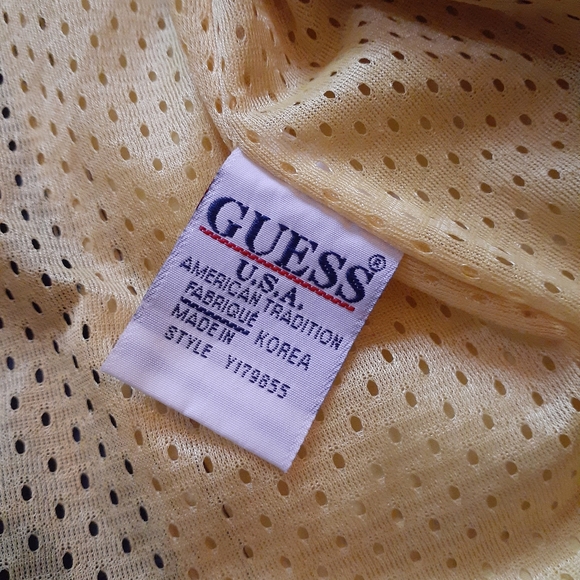 GUESS®
U.S.A.
AMERICAN TRADITION
FABRIQUÉ
MADE IN KOREA
STYLE Y179855